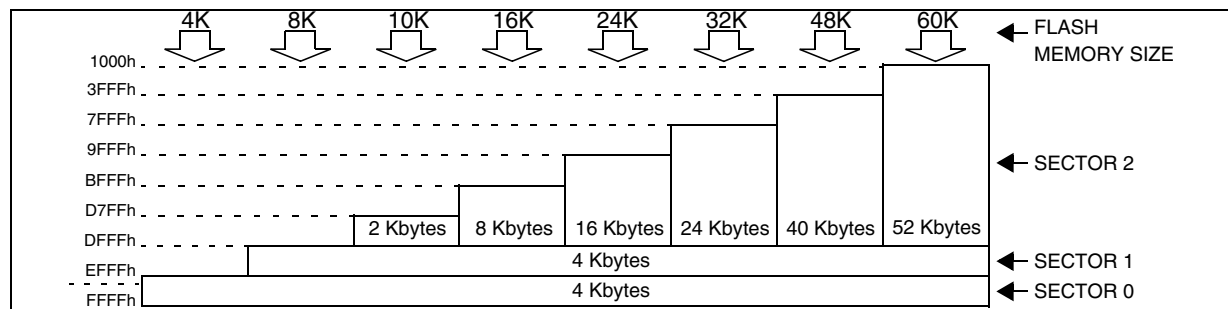 4K 8K 10K 16K 24K 32K 48K 60K
FLASH
MEMORY SIZE
1000h
3FFFh
7FFFh
9FFFh
SECTOR 2
BFFFh
D7FFh
2 Kbytes 8 Kbytes 16 Kbytes 24 Kbytes 40 Kbytes 52 Kbytes
DFFFh
4 Kbytes
SECTOR 1
EFFFh
4 Kbytes
SECTOR 0
FFFFh